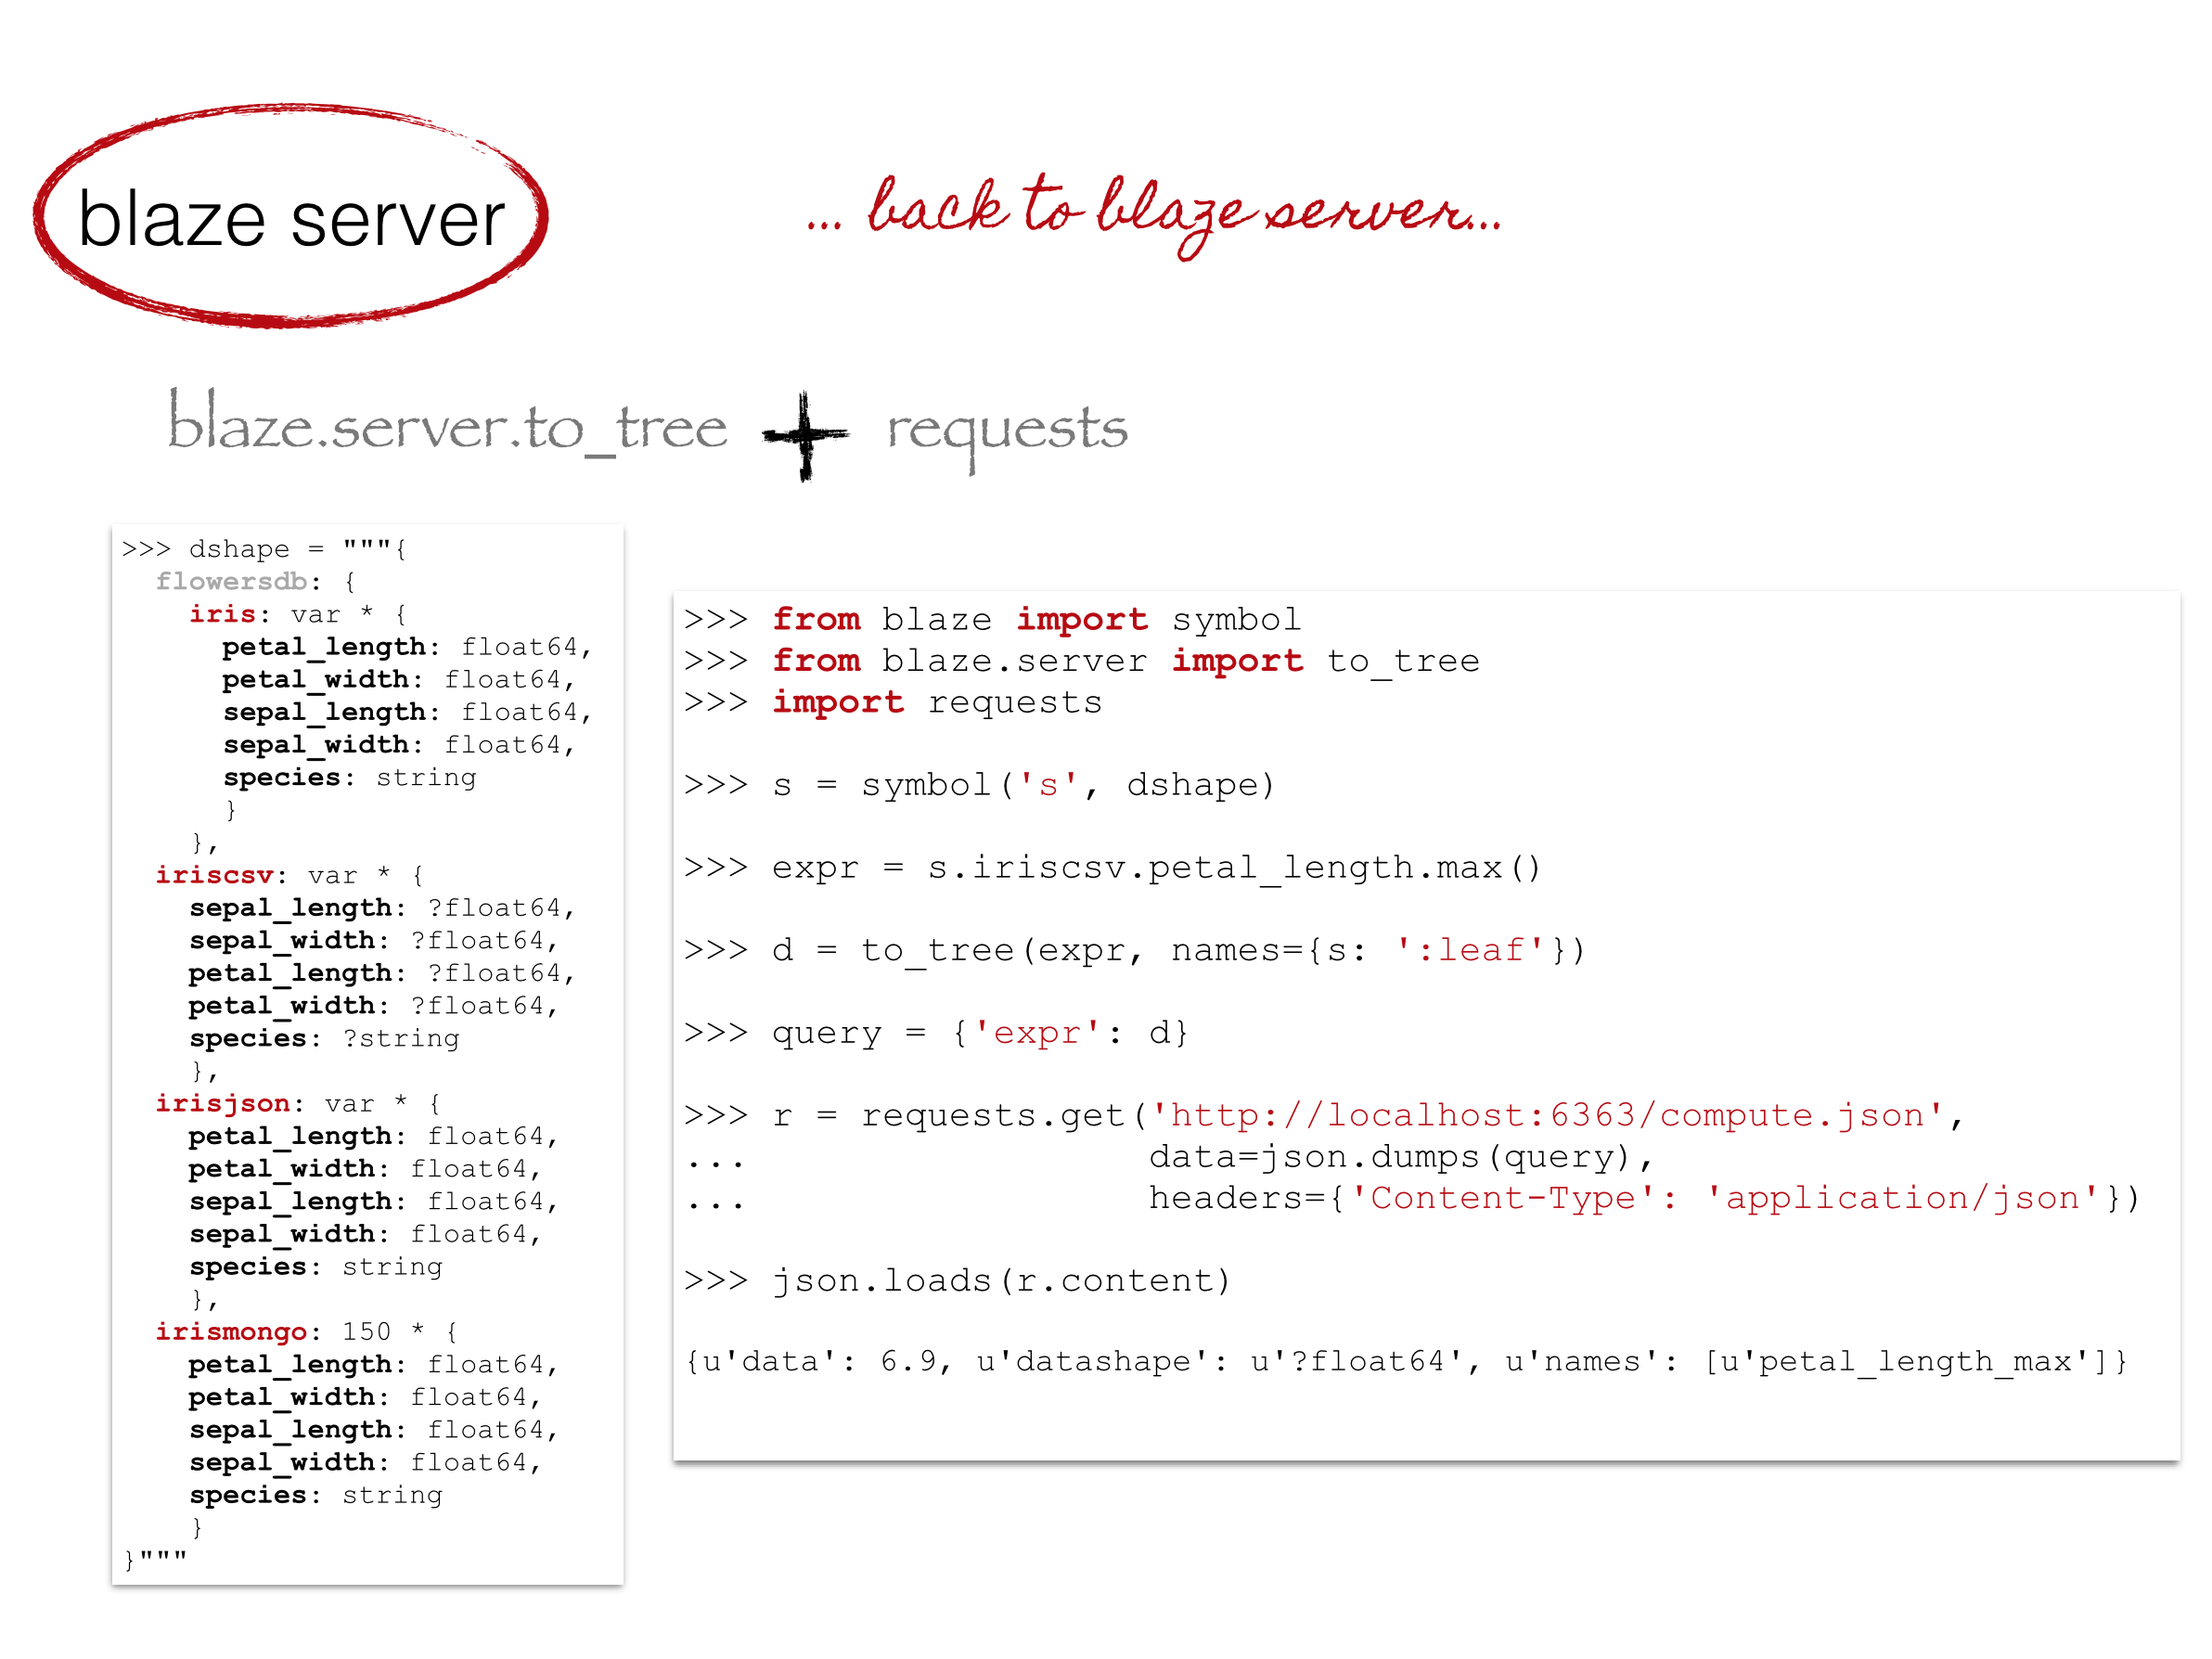 blaze server
... back to blaze server...
blaze.server.to_tree + requests
>>> dshape = """{
  flowersdb: {
    iris: var * {
      petal_length: float64,
      petal_width: float64,
      sepal_length: float64,
      sepal_width: float64,
      species: string
      }
    },
  iriscsv: var * {
    sepal_length: ?float64,
    sepal_width: ?float64,
    petal_length: ?float64,
    petal_width: ?float64,
    species: ?string
    },
  irisjson: var * {
    petal_length: float64,
    petal_width: float64,
    sepal_length: float64,
    sepal_width: float64,
    species: string
    },
  irismongo: 150 * {
    petal_length: float64,
    petal_width: float64,
    sepal_length: float64,
    sepal_width: float64,
    species: string
    }
}"""
>>> from blaze import symbol
>>> from blaze.server import to_tree
>>> import requests
>>> s = symbol('s', dshape)
>>> expr = s.iriscsv.petal_length.max()
>>> d = to_tree(expr, names={s: ':leaf'})
>>> query = {'expr': d}
>>> r = requests.get('http://localhost:6363/compute.json',
...                  data=json.dumps(query),
...                  headers={'Content-Type': 'application/json'})
>>> json.loads(r.content)
{u'data': 6.9, u'datashape': u'?float64', u'names': [u'petal_length_max']}